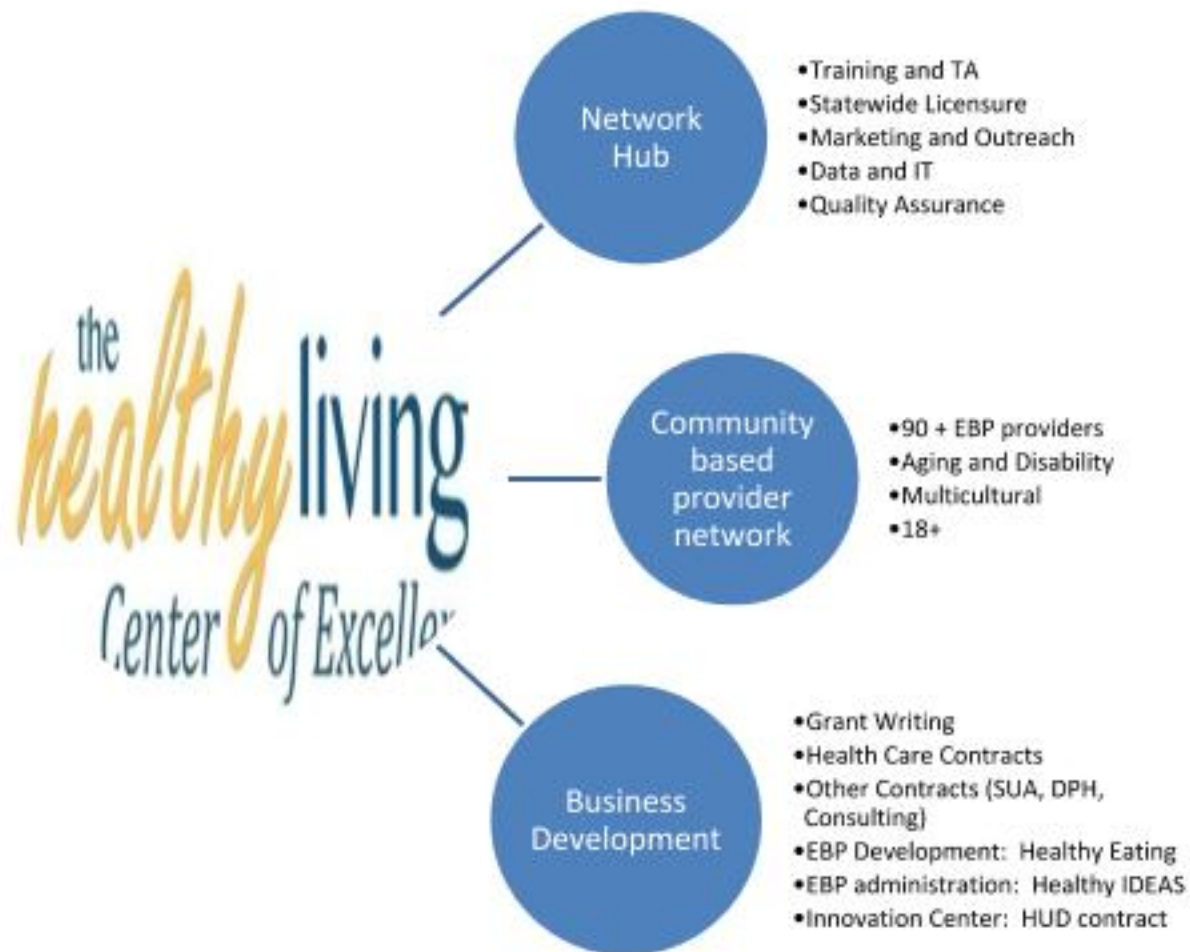 the
healthy living
Center of Excellen
Network
Hub
•Training and TA
•Statewide Licensure
•Marketing and Outreach
•Data and IT
•Quality Assurance
Community
based
provider
network
•90 + EBP providers
•Aging and Disability
•Multicultural
•18+
Business
Development
•Grant Writing
•Health Care Contracts
•Other Contracts (SUA, DPH,
Consulting)
•EBP Development: Healthy Eating
•EBP administration: Healthy IDEAS
•Innovation Center: HUD contract